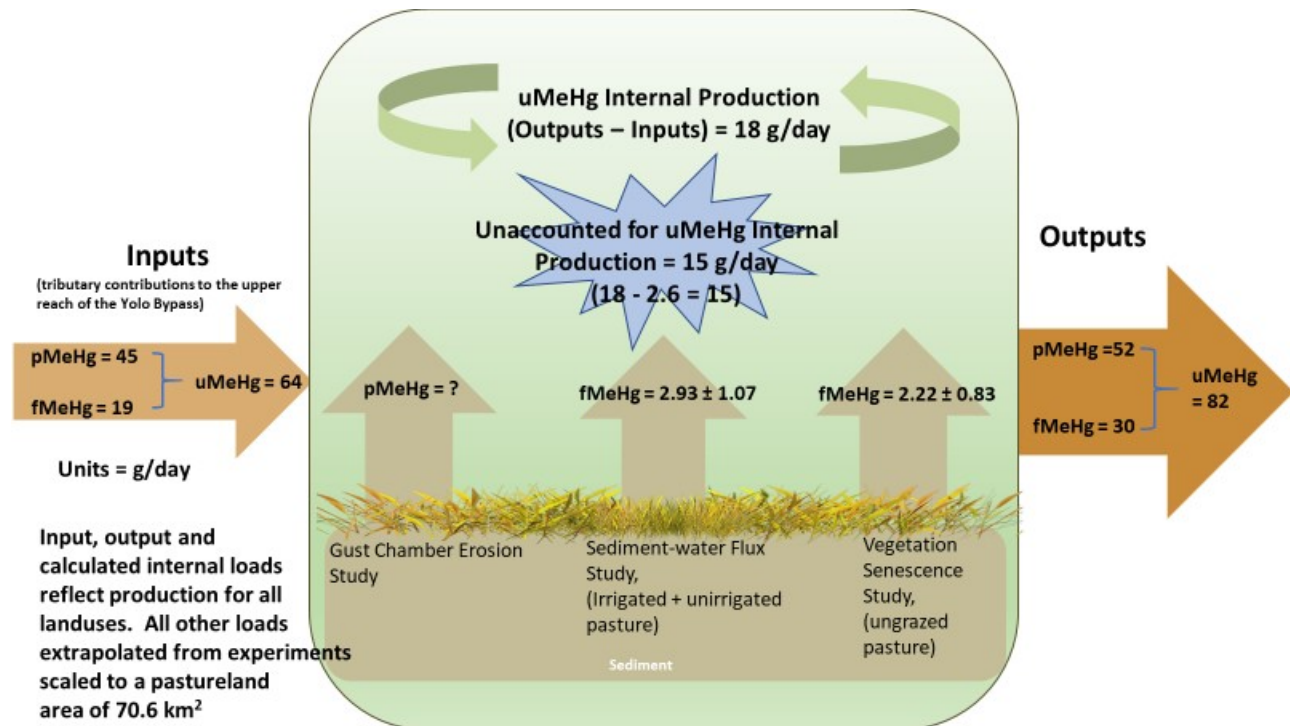 uMeHg Internal Production
(Outputs – Inputs) = 18 g/day
Unaccounted for uMeHg Internal
Production = 15 g/day
(18 - 2.6 = 15)
Inputs
(tributary contributions to the upper
reach of the Yolo Bypass)
pMeHg = 45
fMeHg = 19
uMeHg = 64
Units = g/day
Input, output and
calculated internal loads
reflect production for all
landuses.  All other loads
extrapolated from experiments
scaled to a pastureland
area of 70.6 km²
pMeHg = ?
fMeHg = 2.93 ± 1.07
fMeHg = 2.22 ± 0.83
Gust Chamber Erosion
Study
Sediment-water Flux
Study,
(Irrigated + unirrigated
pasture)
Vegetation
Senescence
Study,
(ungrazed
pasture)
Sediment
Outputs
pMeHg =52
fMeHg = 30
uMeHg
= 82